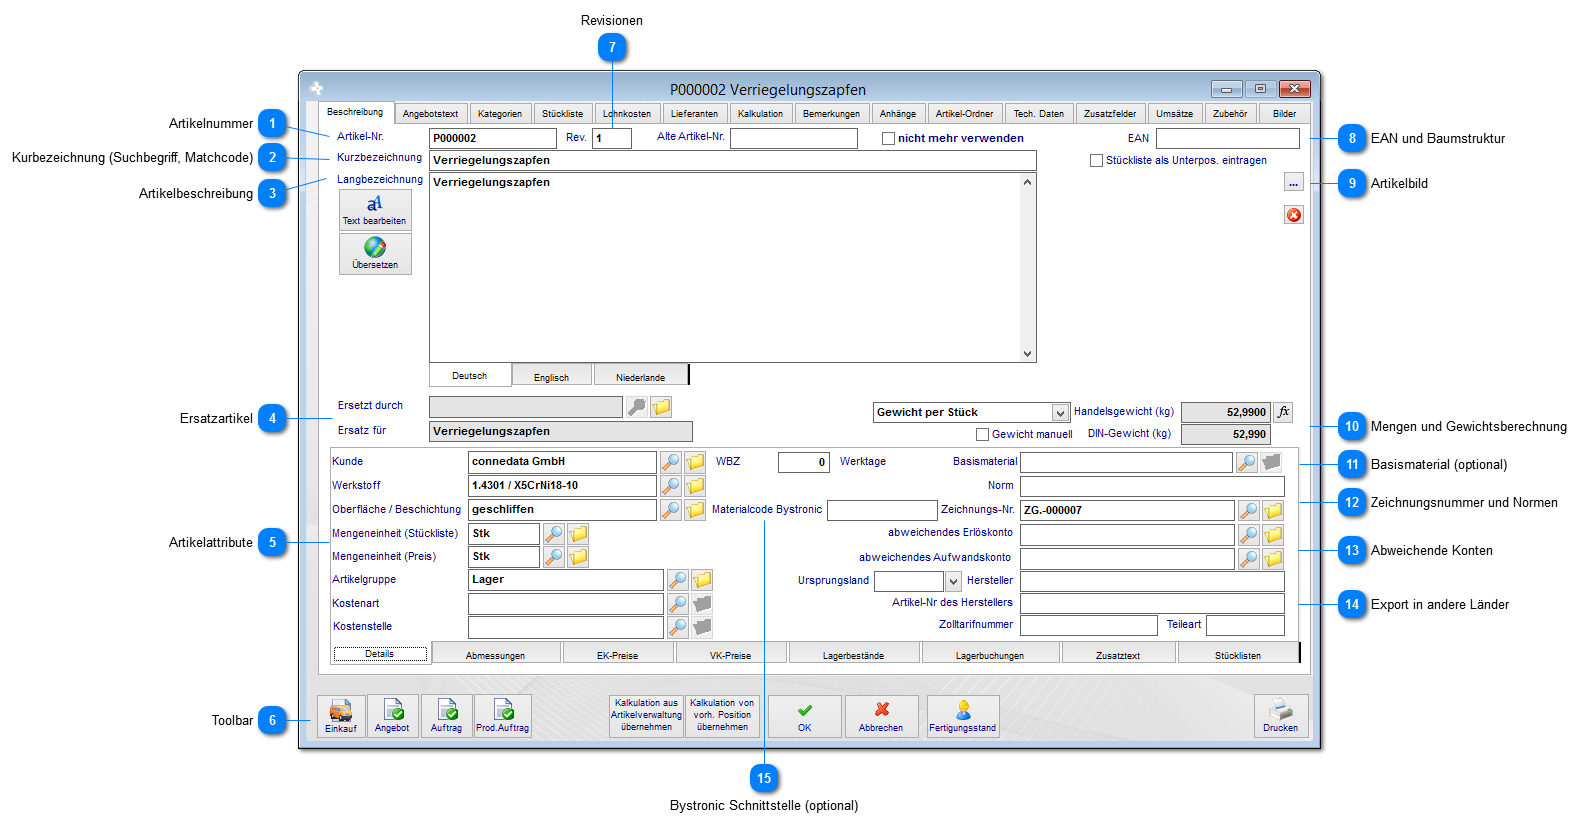 Revisionen
7
P000002 Verriegelungszapfen
Beschreibung Angebotstext Kategorien Stückliste Lohnkosten Lieferanten Kalkulation Bemerkungen Anhänge Artikel-Ordner Tech. Daten Zusatzfelder Umsätze Zubehör Bilder
Artikelnummer 1 Artikel-Nr. P000002 Rev. 1 Alte Artikel-Nr. nicht mehr verwenden EAN 8 EAN und Baumstruktur
Kurbezeichnung (Suchbegriff, Matchcode) 2 Kurzbezeichnung Verriegelungszapfen Stückliste als Unterpos. eintragen
Artikelbeschreibung 3 Langbezeichnung Verriegelungszapfen ... 9 Artikelbild
Text bearbeiten
Übersetzen
Deutsch Englisch Niederlande
Ersatzartikel 4 Ersetzt durch Gewicht per Stück Handelsgewicht (kg) 52,9900 fx
Ersatz für Verriegelungszapfen Gewicht manuell DIN-Gewicht (kg) 52,990 10 Mengen und Gewichtsberechnung
Kunde connedata GmbH WBZ 0 Werktage Basismaterial 11 Basismaterial (optional)
Werkstoff 1.4301 / X5CrNi18-10 Norm
Oberfläche / Beschichtung geschliffen Materialcode Bystronic Zeichnungs-Nr. ZG.-000007 12 Zeichnungsnummer und Normen
Artikelattribute 5 Mengeneinheit (Stückliste) Stk abweichendes Erlöskonto
Mengeneinheit (Preis) Stk abweichendes Aufwandskonto 13 Abweichende Konten
Artikelgruppe Lager Ursprungsland Hersteller
Kostenart Artikel-Nr des Herstellers 14 Export in andere Länder
Kostenstelle Zolltarifnummer Teileart
Details Abmessungen EK-Preise VK-Preise Lagerbestände Lagerbuchungen Zusatztext Stücklisten
Toolbar 6 Einkauf Angebot Auftrag Prod.Auftrag
Kalkulation aus
Artikelverwaltung
übernehmen
Kalkulation von
vorh. Position
übernehmen
OK Abbrechen Fertigungsstand Drucken
15
Bystronic Schnittstelle (optional)